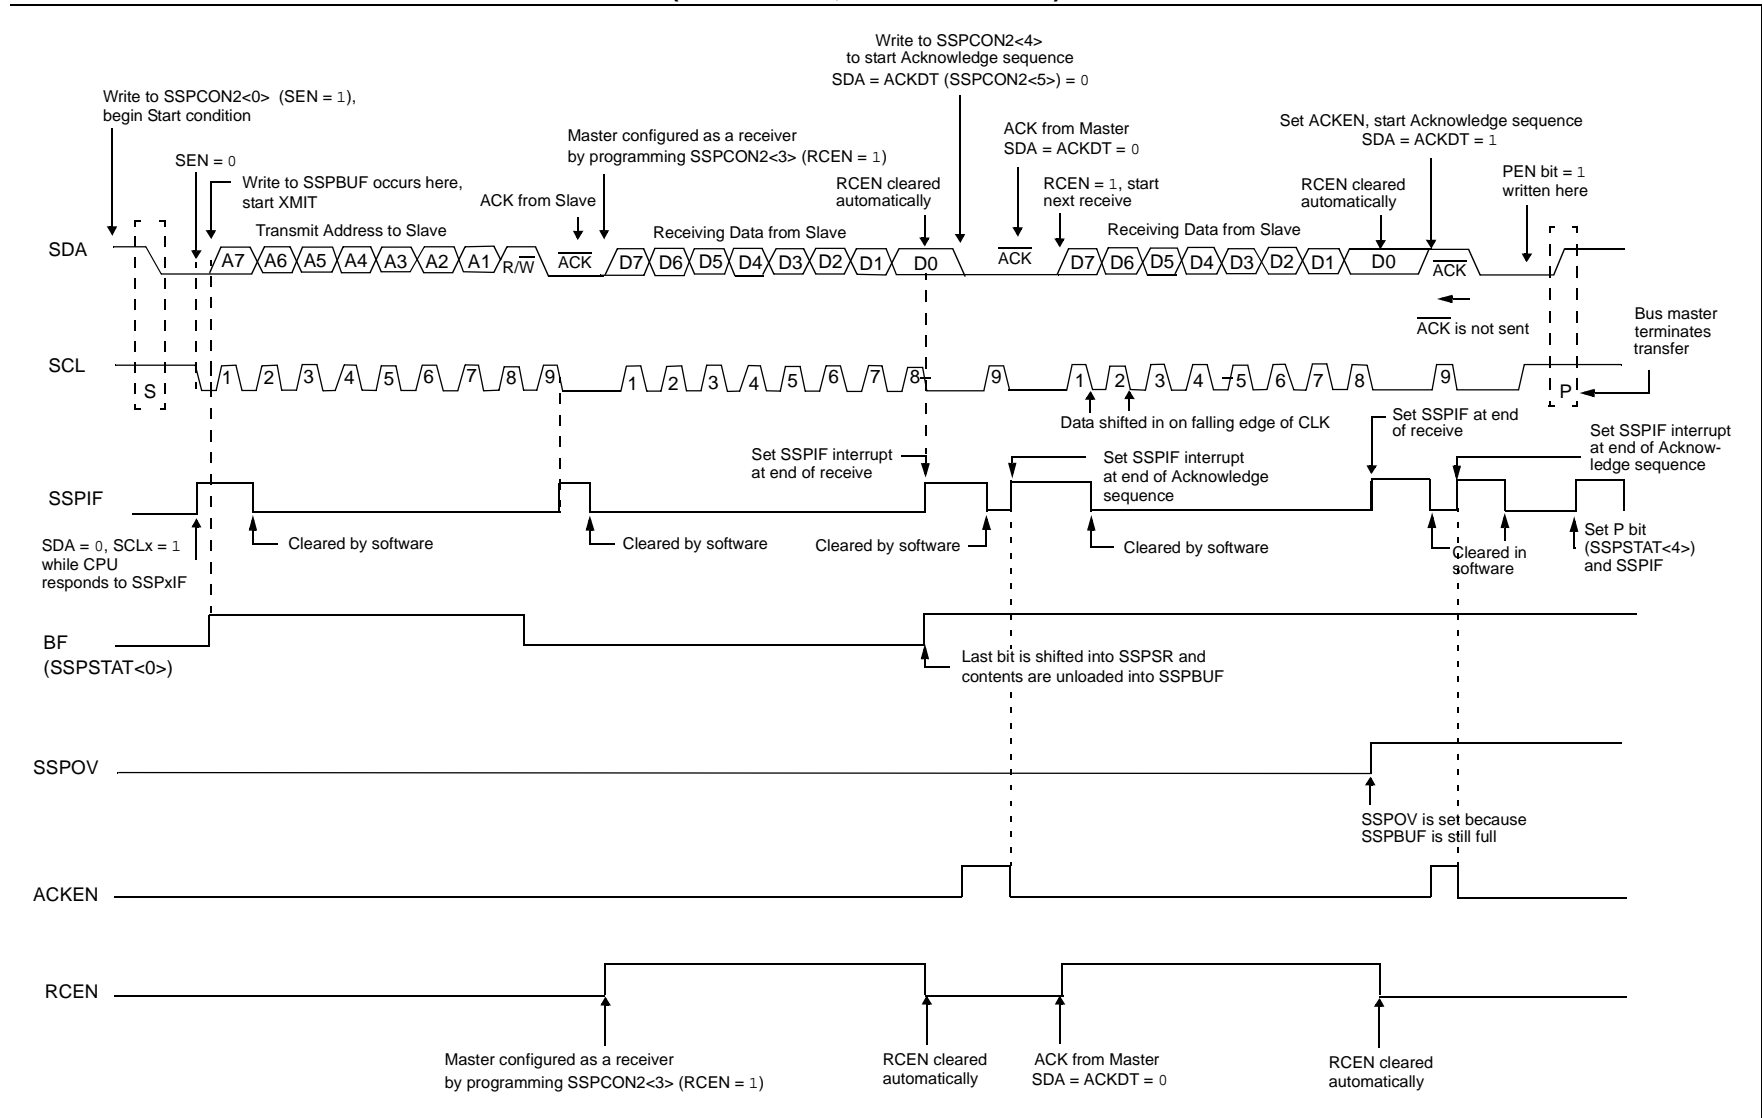 Write to SSPCON2<4>
to start Acknowledge sequence
SDA = ACKDT (SSPCON2<5>) = 0
Write to SSPCON2<0> (SEN = 1),
begin Start condition
Master configured as a receiver
by programming SSPCON2<3> (RCEN = 1)
ACK from Master
SDA = ACKDT = 0
Set ACKEN, start Acknowledge sequence
SDA = ACKDT = 1
SEN = 0
Write to SSPBUF occurs here,
start XMIT
ACK from Slave
RCEN cleared
automatically
RCEN = 1, start
next receive
RCEN cleared
automatically
PEN bit = 1
written here
Transmit Address to Slave
Receiving Data from Slave
Receiving Data from Slave
SDA
A7 A6 A5 A4 A3 A2 A1 R/W ACK D7 D6 D5 D4 D3 D2 D1 D0 ACK D7 D6 D5 D4 D3 D2 D1 D0 ACK
ACK is not sent
Bus master
terminates
transfer
SCL
S 1 2 3 4 5 6 7 8 9 1 2 3 4 5 6 7 8 9 1 2 3 4 5 6 7 8 9 P
Data shifted in on falling edge of CLK
Set SSPIF at end
of receive
Set SSPIF interrupt
at end of receive
Set SSPIF interrupt
at end of Acknowledge
sequence
Set SSPIF interrupt
at end of Acknow-
ledge sequence
SSPIF
SDA = 0, SCLx = 1
while CPU
responds to SSPxIF
Cleared by software
Cleared by software
Cleared by software
Cleared by software
Cleared in
software
Set P bit
(SSPSTAT<4>)
and SSPIF
BF
(SSPSTAT<0>)
Last bit is shifted into SSPSR and
contents are unloaded into SSPBUF
SSPOV
SSPOV is set because
SSPBUF is still full
ACKEN
RCEN
Master configured as a receiver
by programming SSPCON2<3> (RCEN = 1)
RCEN cleared
automatically
ACK from Master
SDA = ACKDT = 0
RCEN cleared
automatically